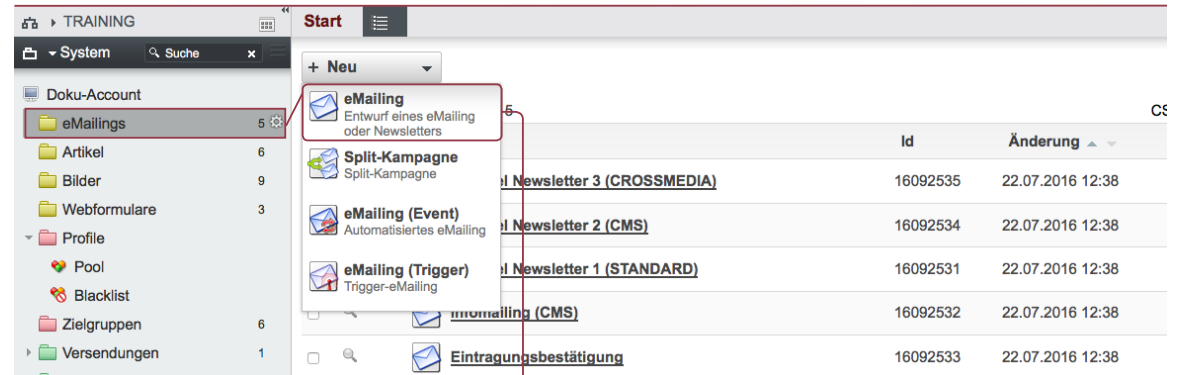 TRAINING
System
Suche
x
Doku-Account
eMailings 5
Artikel 6
Bilder 9
Webformulare 3
Profile
Pool
Blacklist
Zielgruppen 6
Versendungen 1
Start
+ Neu
eMailing
Entwurf eines eMailing
oder Newsletters
Split-Kampagne
Split-Kampagne
eMailing (Event)
Automatisiertes eMailing
eMailing (Trigger)
Trigger-eMailing
5
CS
Id Änderung
el Newsletter 3 (CROSSMEDIA) 16092535 22.07.2016 12:38
el Newsletter 2 (CMS) 16092534 22.07.2016 12:38
el Newsletter 1 (STANDARD) 16092531 22.07.2016 12:38
Infomailing (CMS) 16092532 22.07.2016 12:38
Eintragungsbestätigung 16092533 22.07.2016 12:38